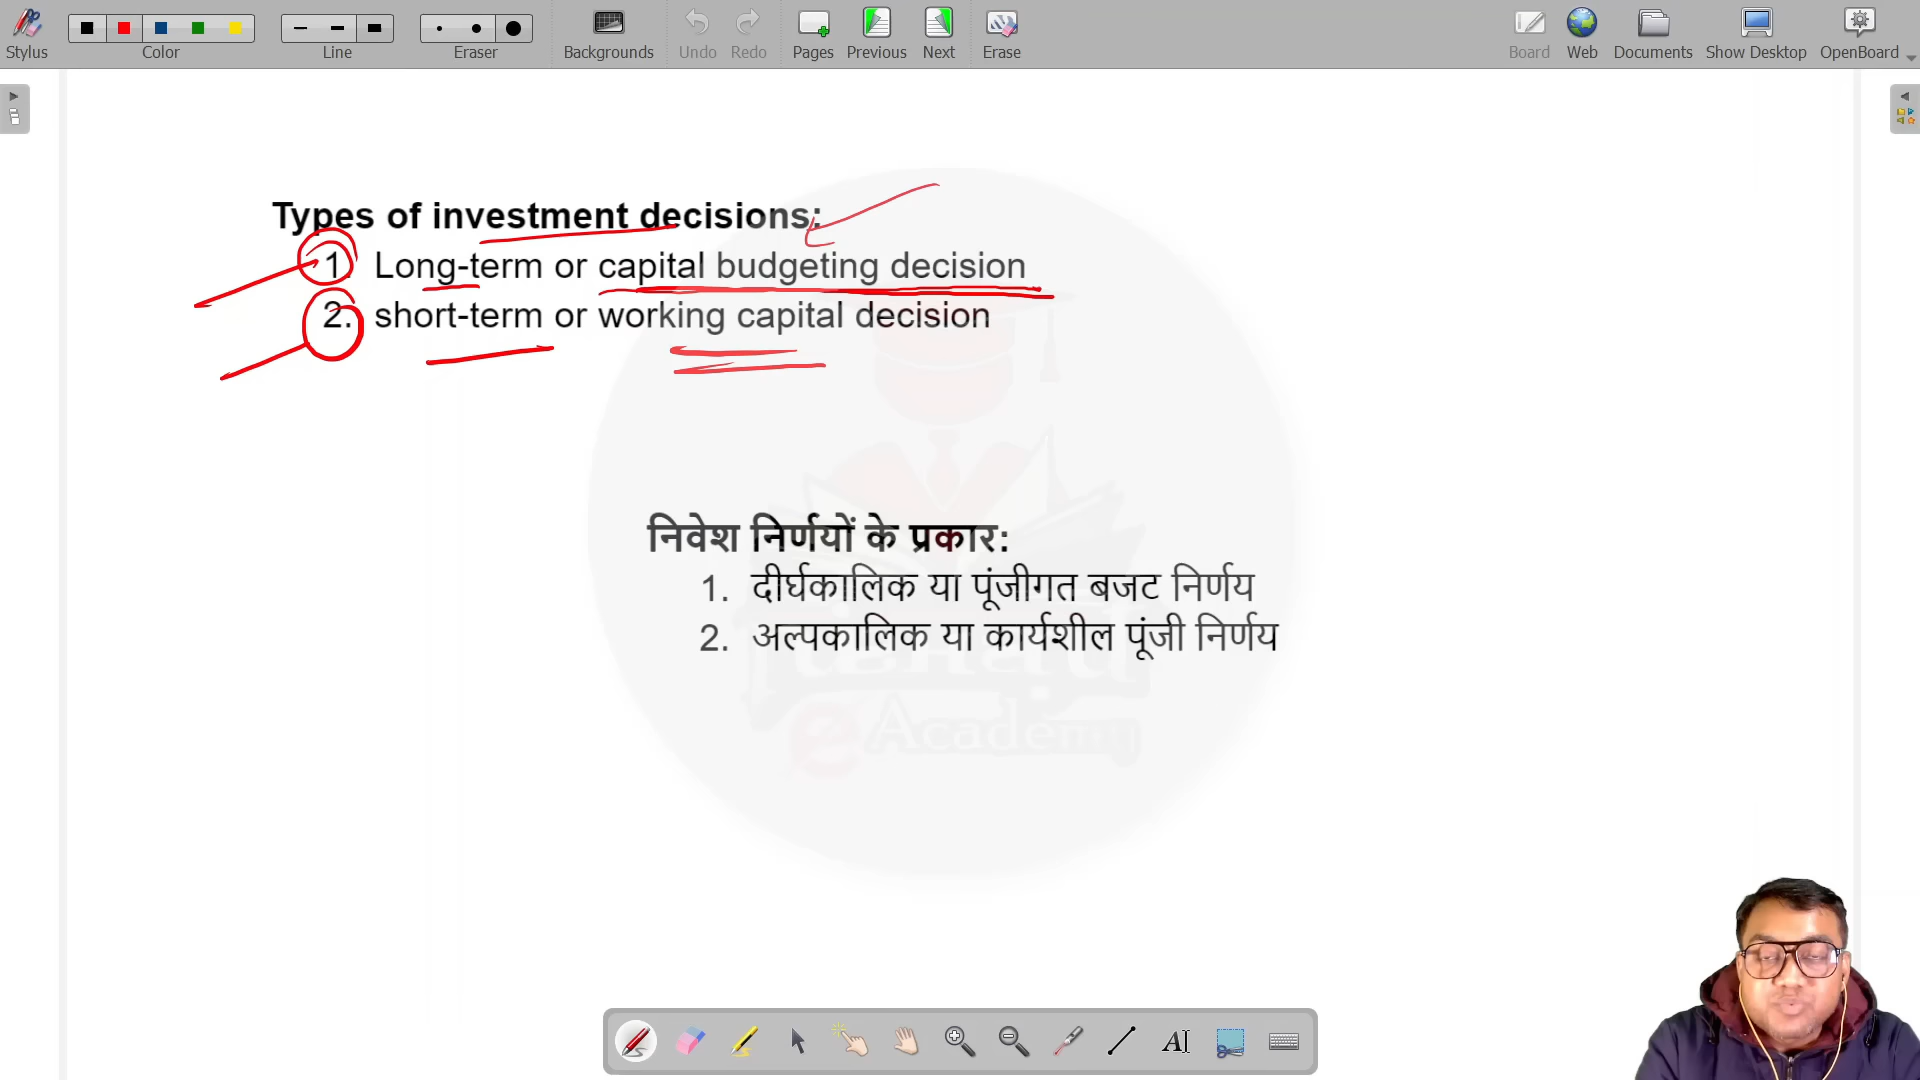 Stylus Color Line Eraser Backgrounds Undo Redo Pages Previous Next Erase Board Web Documents Show Desktop OpenBoard
Types of investment decisions:
1. Long-term or capital budgeting decision
2. short-term or working capital decision
निवेश निर्णयों के प्रकार:
1. दीर्घकालिक या पूंजीगत बजट निर्णय
2. अल्पकालिक या कार्यशील पूंजी निर्णय
e Academy
AI